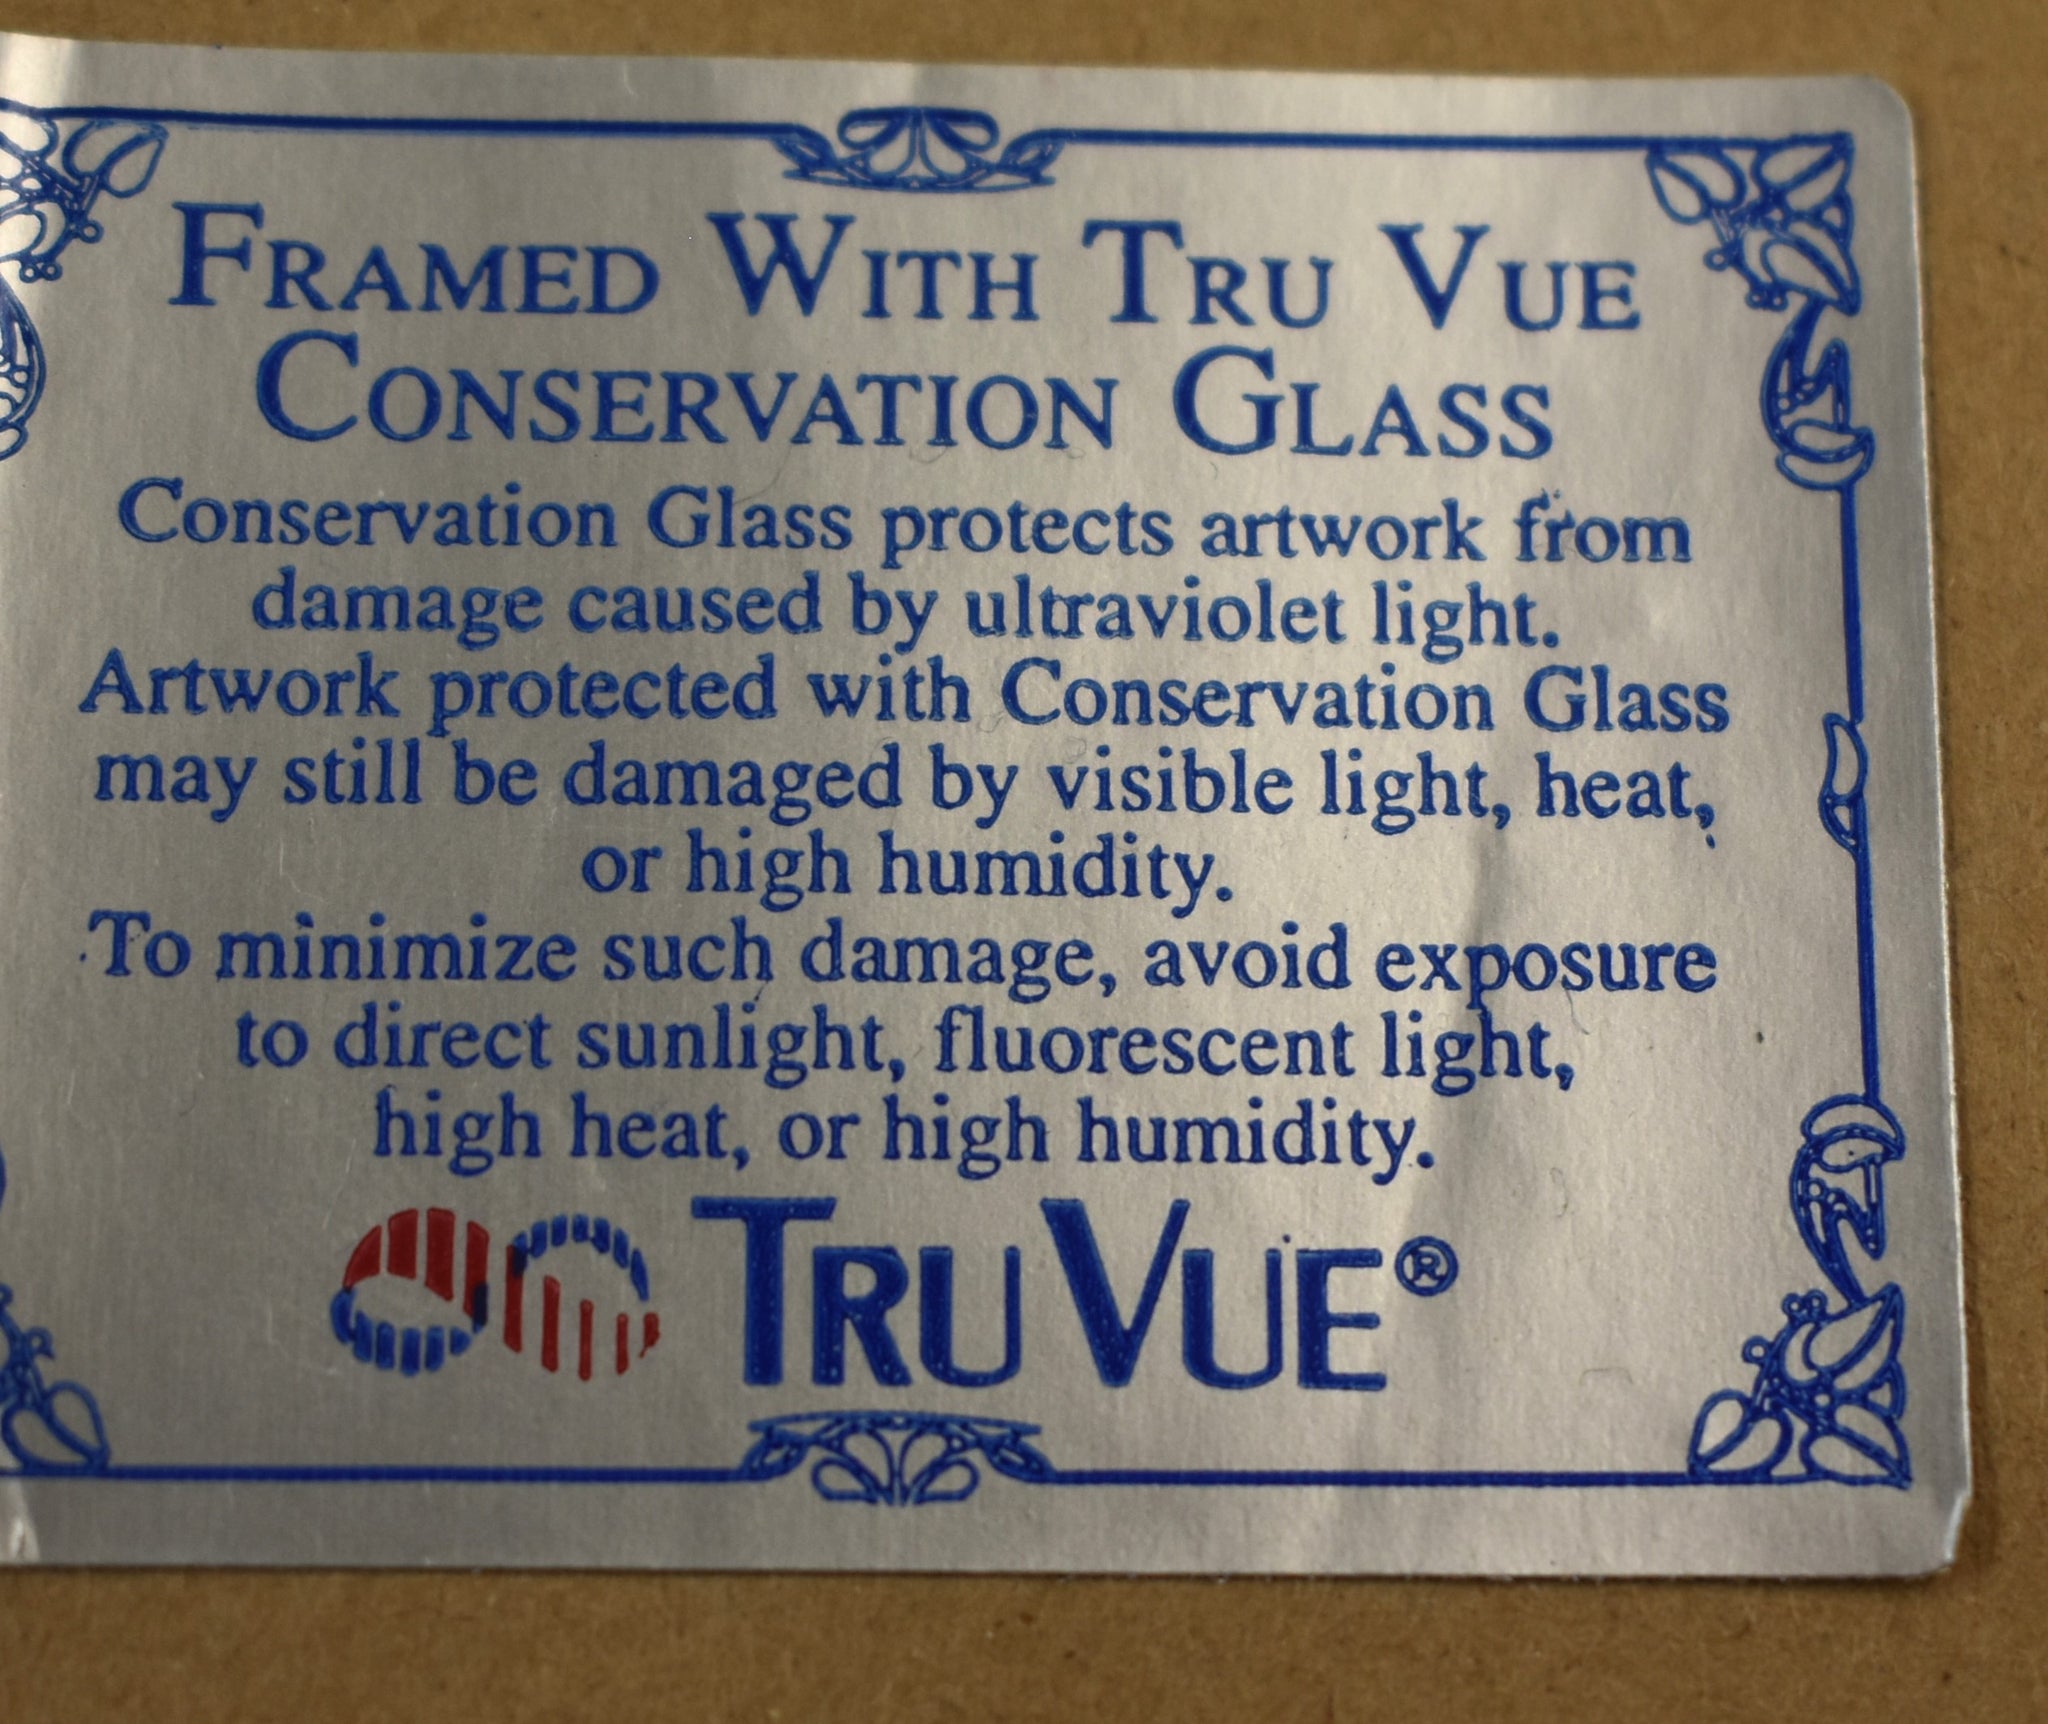 FRAMED WITH TRU VUE
CONSERVATION GLASS
Conservation Glass protects artwork from
damage caused by ultraviolet light.
Artwork protected with Conservation Glass
may still be damaged by visible light, heat,
or high humidity.
To minimize such damage, avoid exposure
to direct sunlight, fluorescent light,
high heat, or high humidity.
TRU VUE®